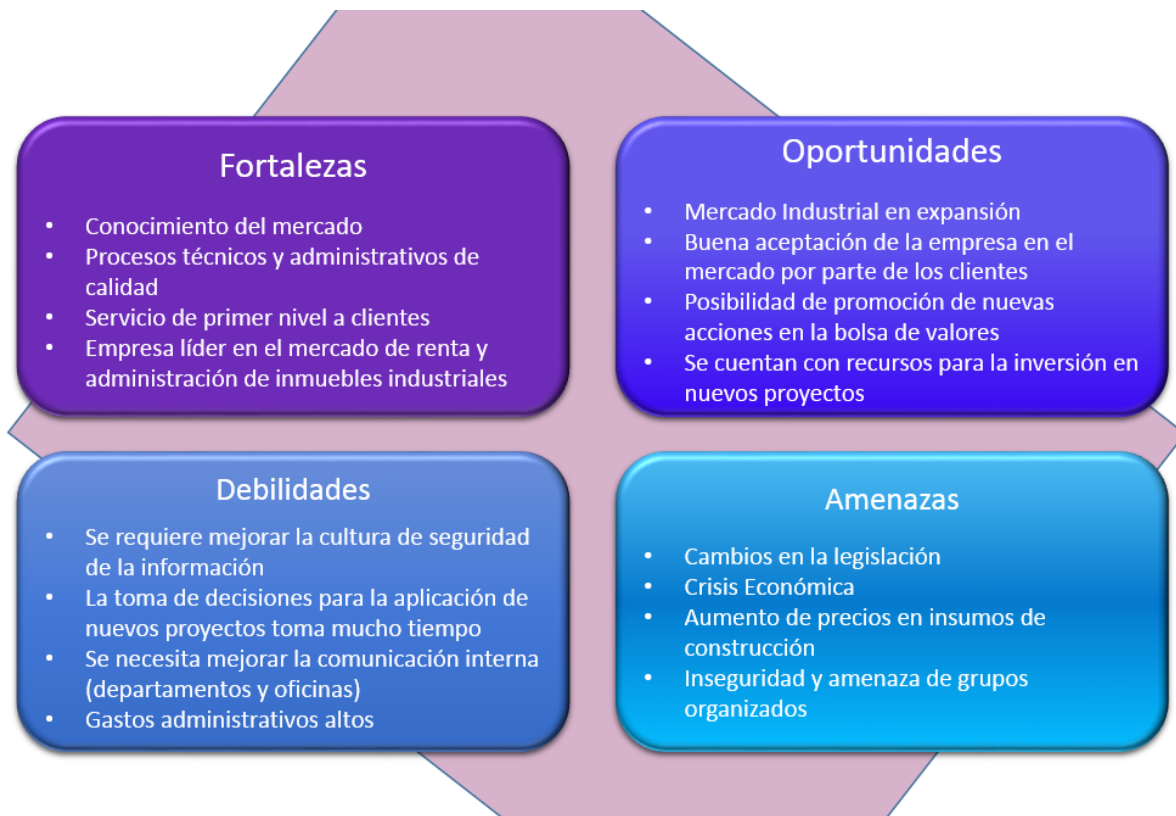 Fortalezas
• Conocimiento del mercado
• Procesos técnicos y administrativos de
calidad
• Servicio de primer nivel a clientes
• Empresa líder en el mercado de renta y
administración de inmuebles industriales
Oportunidades
• Mercado Industrial en expansión
• Buena aceptación de la empresa en el
mercado por parte de los clientes
• Posibilidad de promoción de nuevas
acciones en la bolsa de valores
• Se cuentan con recursos para la inversión en
nuevos proyectos
Debilidades
• Se requiere mejorar la cultura de seguridad
de la información
• La toma de decisiones para la aplicación de
nuevos proyectos toma mucho tiempo
• Se necesita mejorar la comunicación interna
(departamentos y oficinas)
• Gastos administrativos altos
Amenazas
• Cambios en la legislación
• Crisis Económica
• Aumento de precios en insumos de
construcción
• Inseguridad y amenaza de grupos
organizados